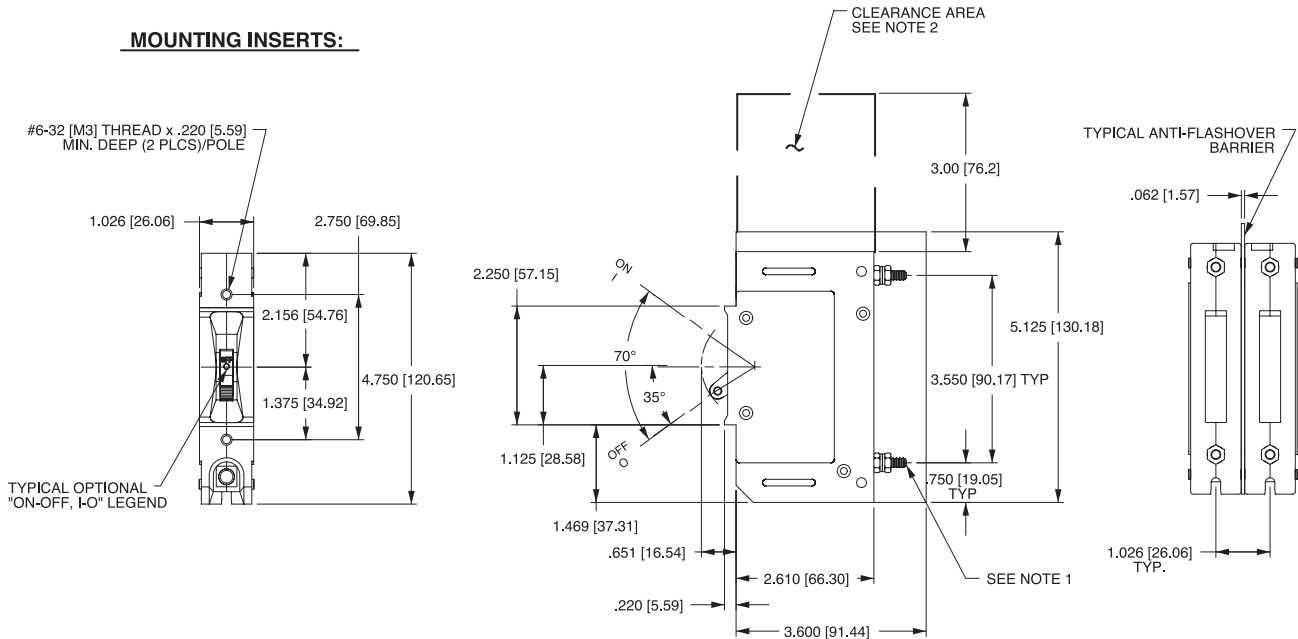 MOUNTING INSERTS:
#6-32 [M3] THREAD x .220 [5.59]
MIN. DEEP (2 PLCS)/POLE
1.026 [26.06]
2.750 [69.85]
2.156 [54.76]
4.750 [120.65]
1.375 [34.92]
OFF
TYPICAL OPTIONAL
"ON-OFF, I-O" LEGEND
CLEARANCE AREA
SEE NOTE 2
3.00 [76.2]
2.250 [57.15]
ON
I
70°
35°
OFF
O
1.125 [28.58]
1.469 [37.31]
.651 [16.54]
.220 [5.59]
2.610 [66.30]
3.600 [91.44]
5.125 [130.18]
3.550 [90.17] TYP
.750 [19.05]
TYP
SEE NOTE 1
TYPICAL ANTI-FLASHOVER
BARRIER
.062 [1.57]
1.026 [26.06]
TYP.